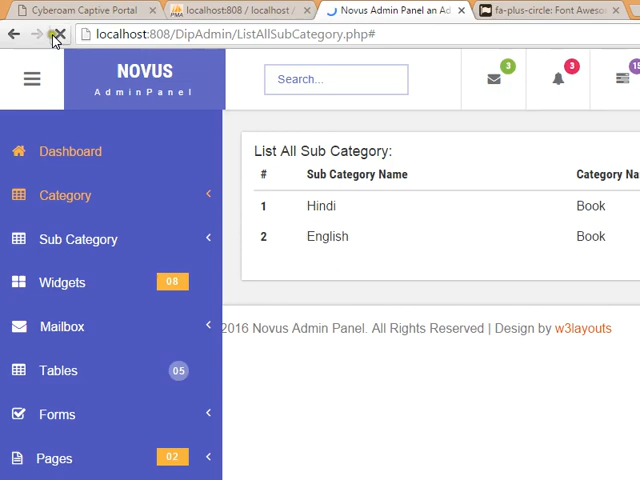 Cyberoam Captive Portal
localhost:808 / localhost /
Novus Admin Panel an Ad
fa-plus-circle: Font Aweso
localhost:808/DipAdmin/ListAllSubCategory.php#
NOVUS
AdminPanel
Search...
3
3
Dashboard
Category
Sub Category
Widgets 08
Mailbox
Tables 05
Forms
Pages 02
List All Sub Category:
# Sub Category Name Category Na
1 Hindi Book
2 English Book
2016 Novus Admin Panel. All Rights Reserved | Design by w3layouts